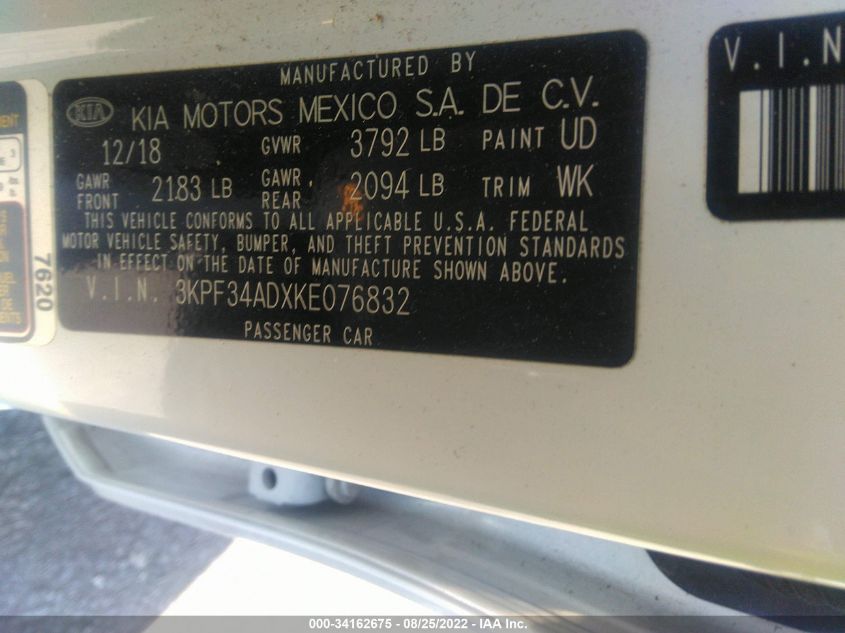 MANUFACTURED BY
KIA KIA MOTORS MEXICO S.A. DE C.V.
12/18 GVWR 3792 LB PAINT UD
GAWR FRONT 2183 LB GAWR REAR 2094 LB TRIM WK
THIS VEHICLE CONFORMS TO ALL APPLICABLE U.S.A. FEDERAL
MOTOR VEHICLE SAFETY, BUMPER, AND THEFT PREVENTION STANDARDS
IN EFFECT ON THE DATE OF MANUFACTURE SHOWN ABOVE.
V.I.N. 3KPF34ADXKE076832
PASSENGER CAR
7620
V.I.N
000-34162675 - 08/25/2022 - IAA Inc.